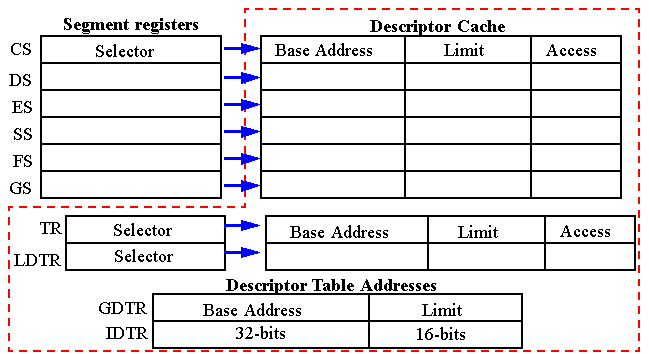 Segment registers Descriptor Cache
CS Selector Base Address Limit Access
DS
ES
SS
FS
GS
TR Selector Base Address Limit Access
LDTR Selector
Descriptor Table Addresses
GDTR Base Address Limit
IDTR 32-bits 16-bits